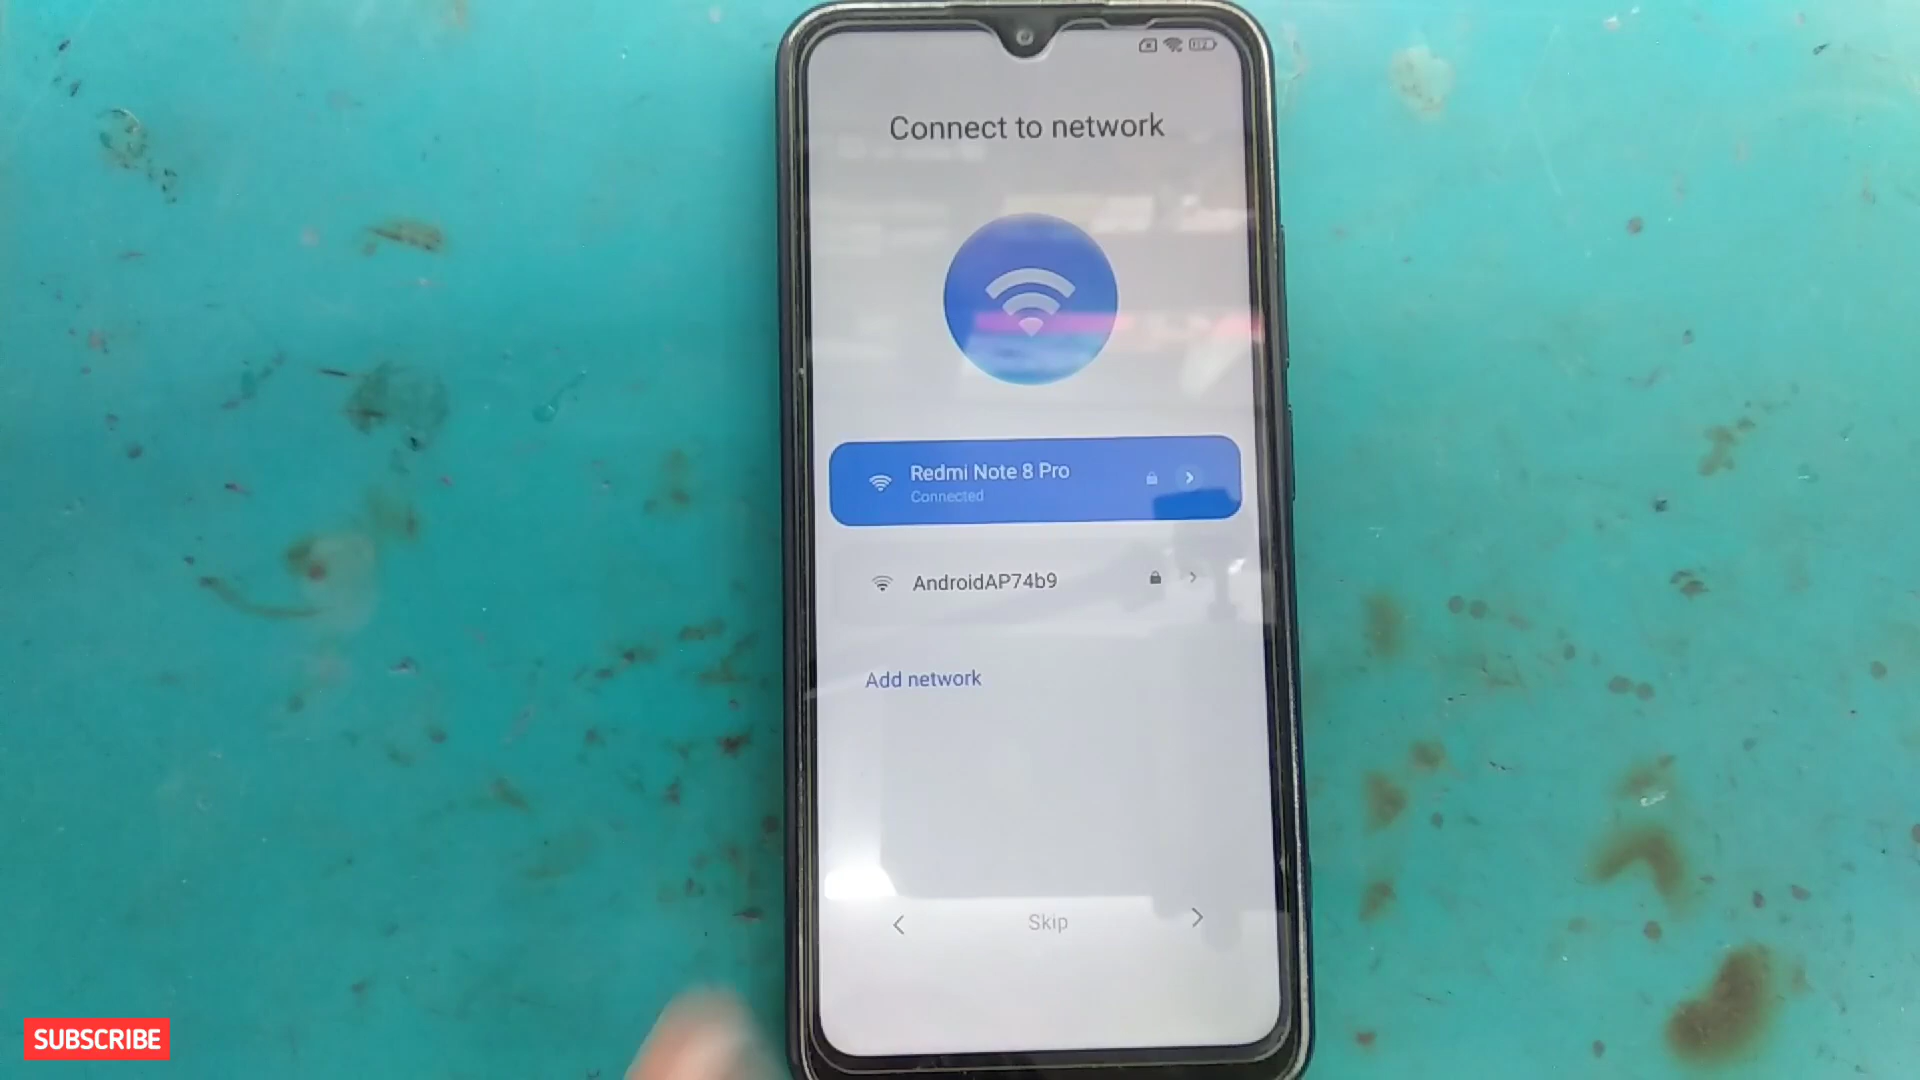 Connect to network
Redmi Note 8 Pro
Connected
AndroidAP74b9
Add network
Skip
SUBSCRIBE